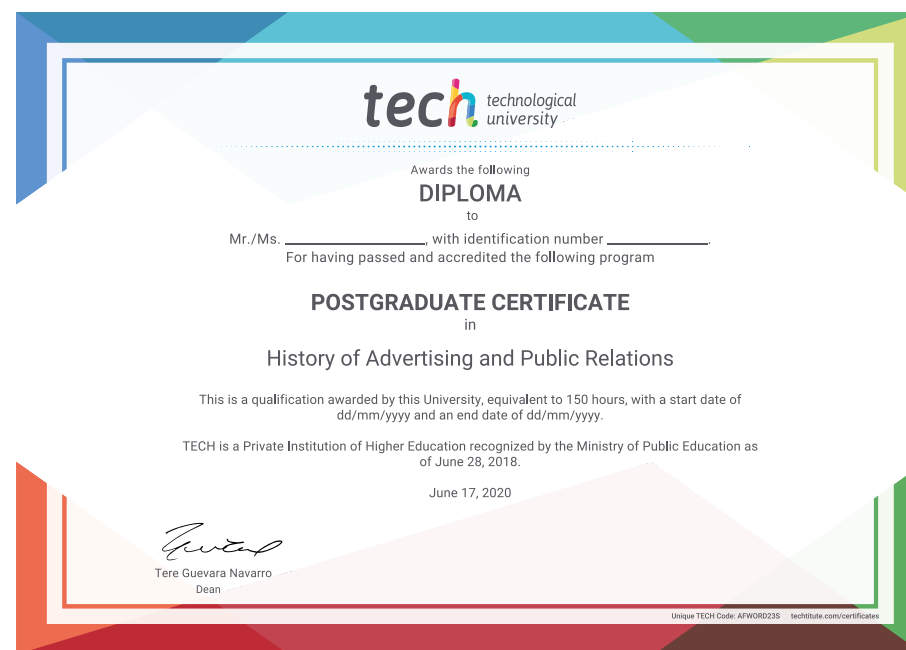 tech technological
university
Awards the following
DIPLOMA
to
Mr./Ms. ____________, with identification number ____________.
For having passed and accredited the following program
POSTGRADUATE CERTIFICATE
in
History of Advertising and Public Relations
This is a qualification awarded by this University, equivalent to 150 hours, with a start date of
dd/mm/yyyy and an end date of dd/mm/yyyy.
TECH is a Private Institution of Higher Education recognized by the Ministry of Public Education as
of June 28, 2018.
June 17, 2020
Tere Guevara Navarro
Dean
Unique TECH Code: AFWORD23S techtitute.com/certificates